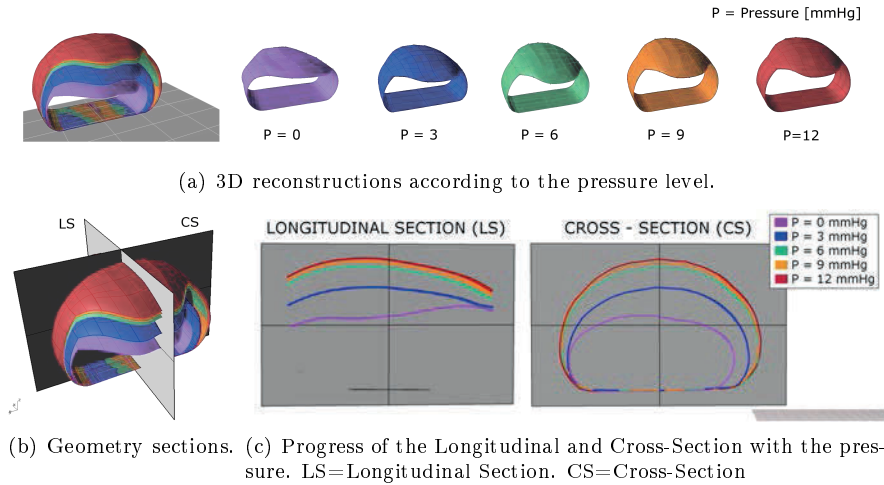 P = Pressure [mmHg]
P = 0
P = 3
P = 6
P = 9
P=12
(a) 3D reconstructions according to the pressure level.
LS
CS
LONGITUDINAL SECTION (LS)
CROSS - SECTION (CS)
P = 0 mmHg
P = 3 mmHg
P = 6 mmHg
P = 9 mmHg
P = 12 mmHg
(b) Geometry sections.
(c) Progress of the Longitudinal and Cross-Section with the pres-
sure. LS=Longitudinal Section. CS=Cross-Section